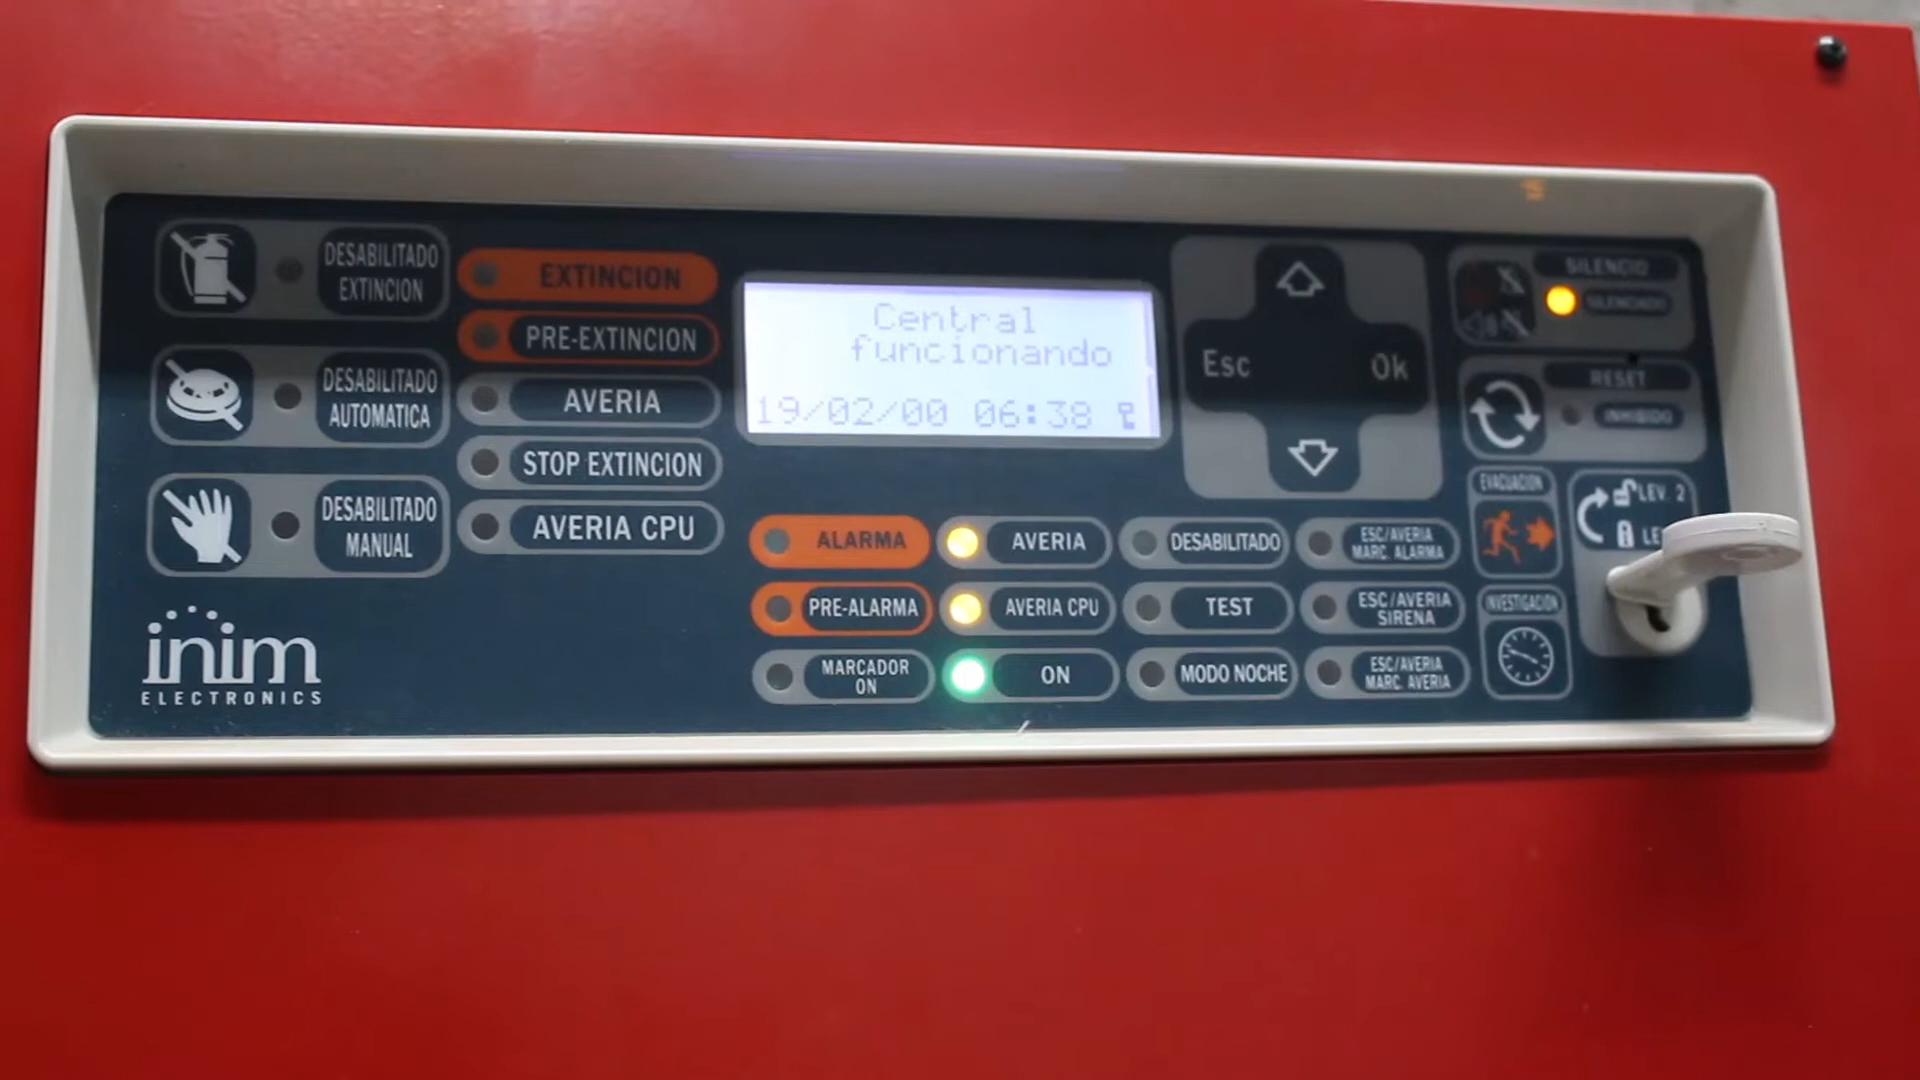 DESABILITADO
EXTINCION
DESABILITADO
AUTOMATICA
DESABILITADO
MANUAL
inim
ELECTRONICS
EXTINCION
PRE-EXTINCION
AVERIA
STOP EXTINCION
AVERIA CPU
Central
funcionando
19/02/00 06:38
Esc
Ok
ALARMA
AVERIA
DESABILITADO
ESC/AVERIA
MARC. ALARMA
PRE-ALARMA
AVERIA CPU
TEST
ESC/AVERIA
SIRENA
MARCADOR
ON
ON
MODO NOCHE
ESC/AVERIA
MARC. AVERIA
SILENCIO
SILENCIADO
RESET
INHIBIDO
EVACUACION
INVESTIGACION
LEV. 2